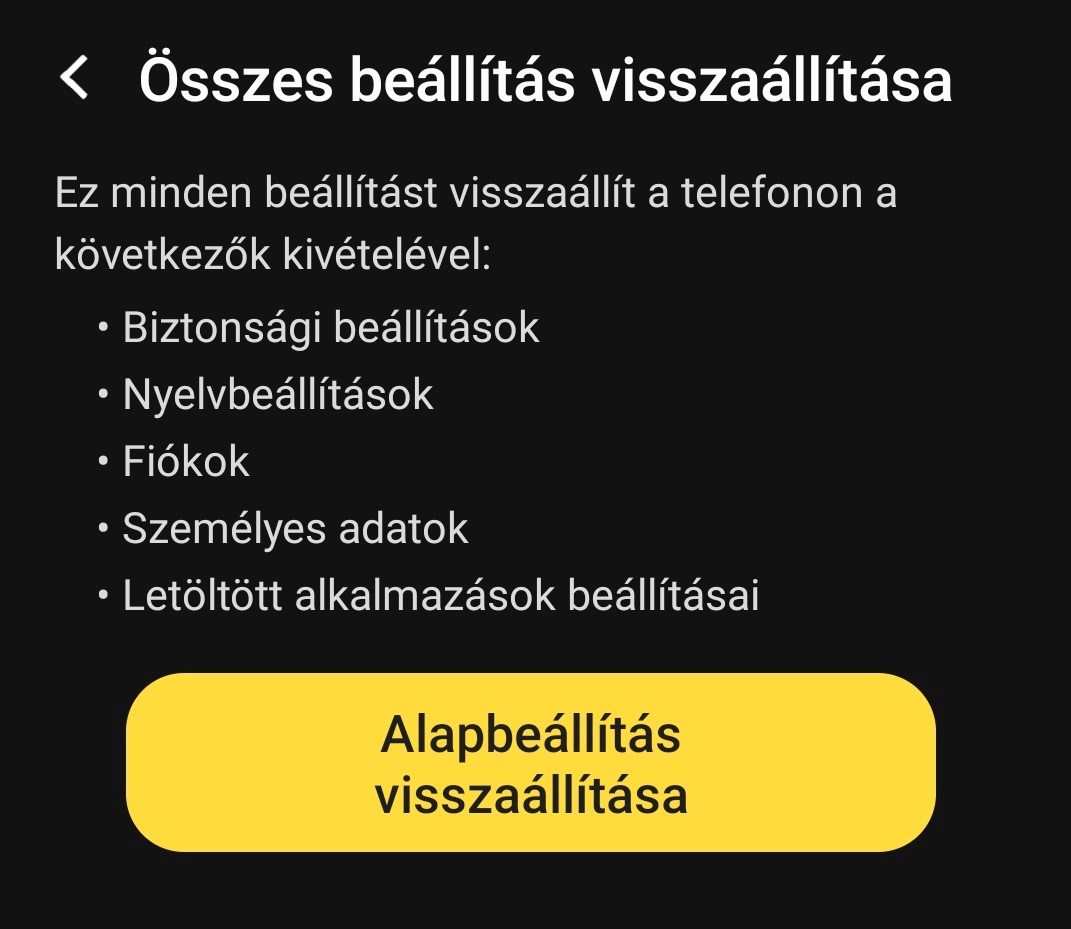 Összes beállítás visszaállítása
Ez minden beállítást visszaállít a telefonon a
következők kivételével:
• Biztonsági beállítások
• Nyelvbeállítások
• Fiókok
• Személyes adatok
• Letöltött alkalmazások beállításai
Alapbeállítás
visszaállítása